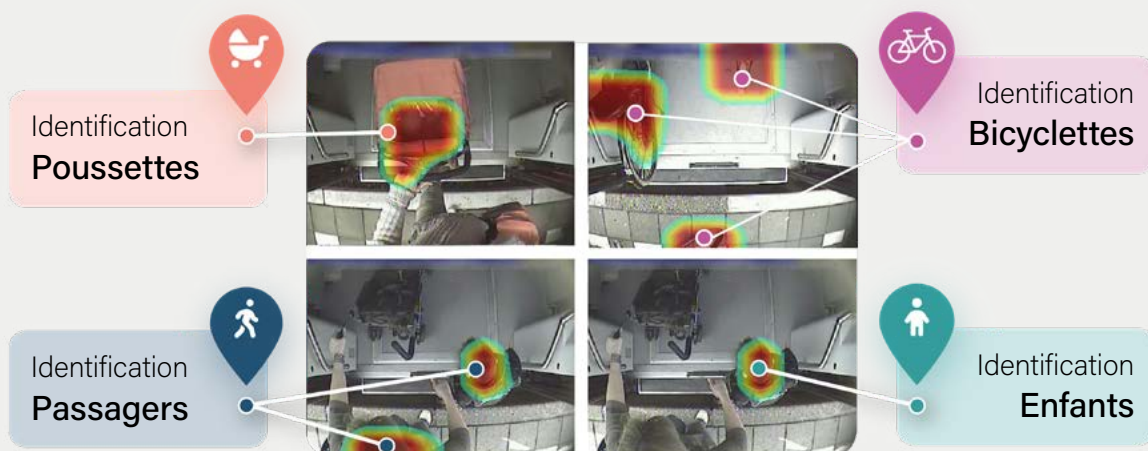 Identification
Poussettes
Identification
Bicyclettes
Identification
Passagers
Identification
Enfants